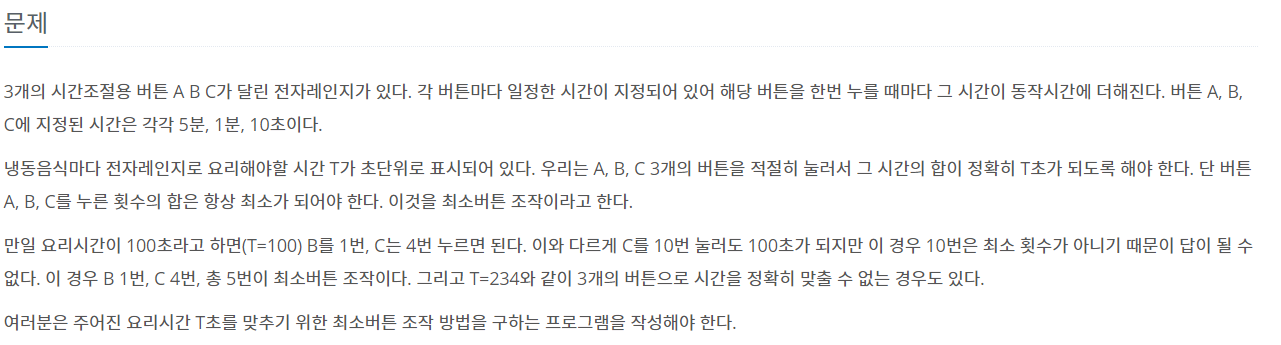 문제
3개의 시간조절용 버튼 A B C가 달린 전자레인지가 있다. 각 버튼마다 일정한 시간이 지정되어 있어 해당 버튼을 한번 누를 때마다 그 시간이 동작시간에 더해진다. 버튼 A, B,
C에 지정된 시간은 각각 5분, 1분, 10초이다.
냉동음식마다 전자레인지로 요리해야할 시간 T가 초단위로 표시되어 있다. 우리는 A, B, C 3개의 버튼을 적절히 눌러서 그 시간의 합이 정확히 T초가 되도록 해야 한다. 단 버튼
A, B, C를 누른 횟수의 합은 항상 최소가 되어야 한다. 이것을 최소버튼 조작이라고 한다.
만일 요리시간이 100초라고 하면(T=100) B를 1번, C는 4번 누르면 된다. 이와 다르게 C를 10번 눌러도 100초가 되지만 이 경우 10번은 최소 횟수가 아니기 때문이 답이 될 수
없다. 이 경우 B 1번, C 4번, 총 5번이 최소버튼 조작이다. 그리고 T=234와 같이 3개의 버튼으로 시간을 정확히 맞출 수 없는 경우도 있다.
여러분은 주어진 요리시간 T초를 맞추기 위한 최소버튼 조작 방법을 구하는 프로그램을 작성해야 한다.